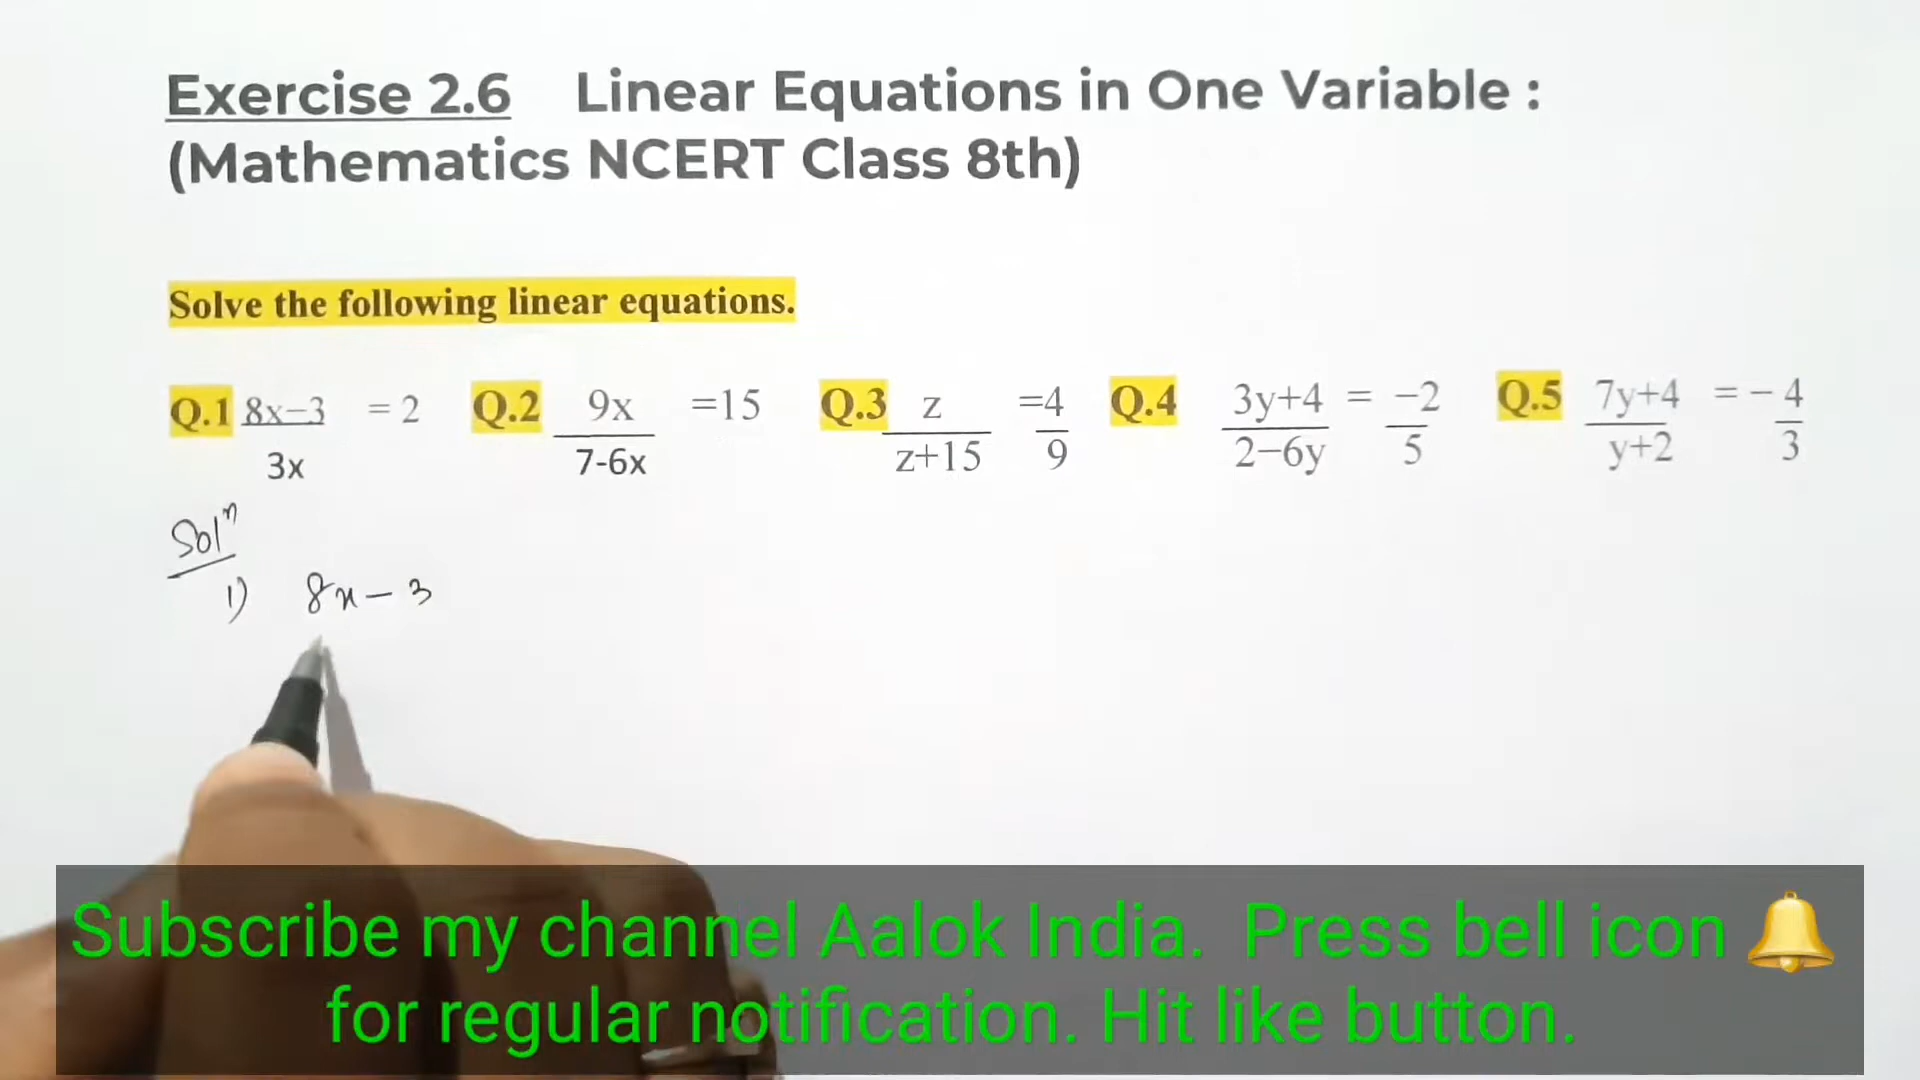 Exercise 2.6 Linear Equations in One Variable :
(Mathematics NCERT Class 8th)
Solve the following linear equations.
Q.1 8x−3 = 2 Q.2 9x =15 Q.3 z =4 Q.4 3y+4 = −2 Q.5 7y+4 = − 4
3x 7-6x z+15 9 2−6y 5 y+2 3
Solⁿ
1) 8x − 3
Subscribe my channel Aalok India. Press bell icon 🔔
for regular notification. Hit like button.